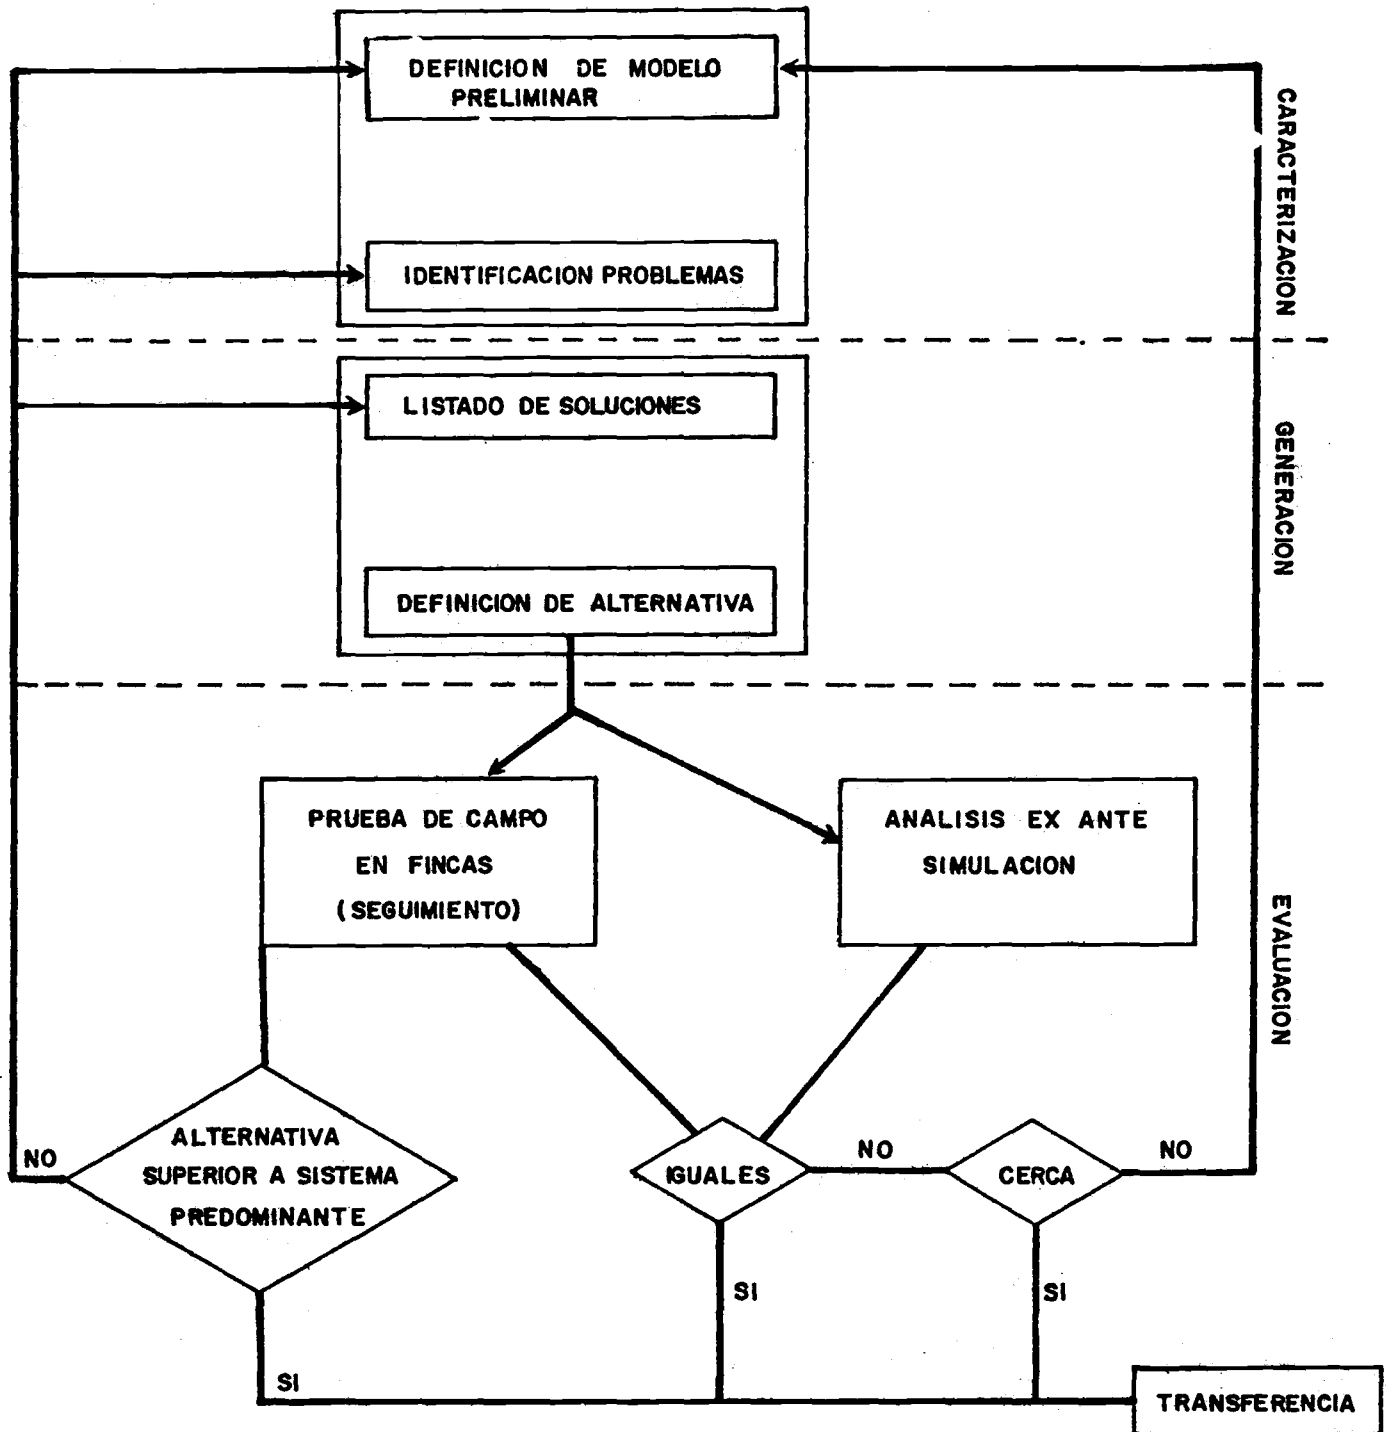 DEFINICION DE MODELO
PRELIMINAR
CARACTERIZACION
IDENTIFICACION PROBLEMAS
LISTADO DE SOLUCIONES
GENERACION
DEFINICION DE ALTERNATIVA
PRUEBA DE CAMPO
EN FINCAS
(SEGUIMIENTO)
ANALISIS EX ANTE
SIMULACION
EVALUACION
NO
ALTERNATIVA
SUPERIOR A SISTEMA
PREDOMINANTE
IGUALES
NO
CERCA
NO
SI
SI
SI
TRANSFERENCIA